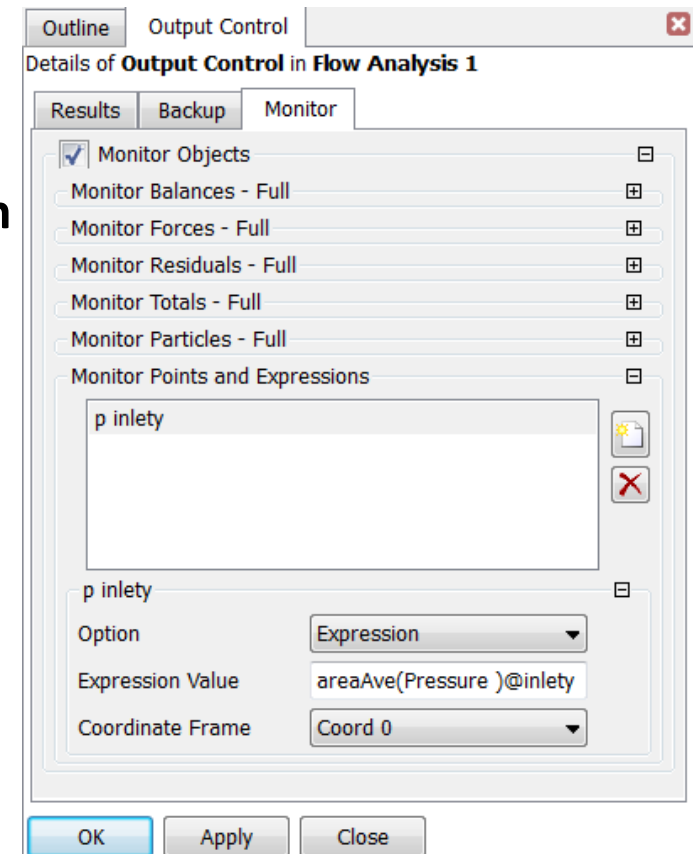 Outline Output Control
Details of Output Control in Flow Analysis 1
Results Backup Monitor
Monitor Objects
n
Monitor Balances - Full
Monitor Forces - Full
Monitor Residuals - Full
Monitor Totals - Full
Monitor Particles - Full
Monitor Points and Expressions
p inlety
p inlety
Option Expression
Expression Value areaAve(Pressure )@inlety
Coordinate Frame Coord 0
OK Apply Close